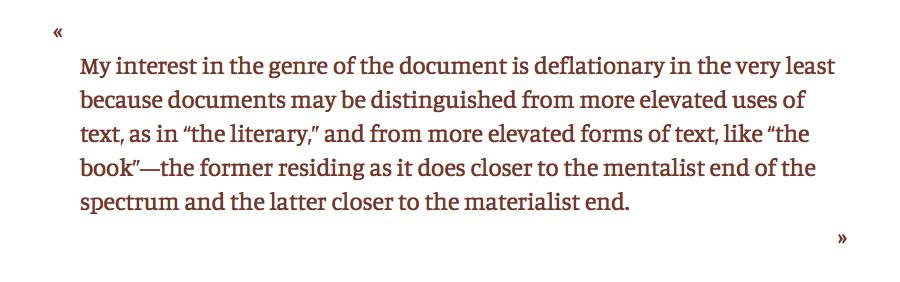 «
My interest in the genre of the document is deflationary in the very least
because documents may be distinguished from more elevated uses of
text, as in “the literary,” and from more elevated forms of text, like “the
book”—the former residing as it does closer to the mentalist end of the
spectrum and the latter closer to the materialist end.
»